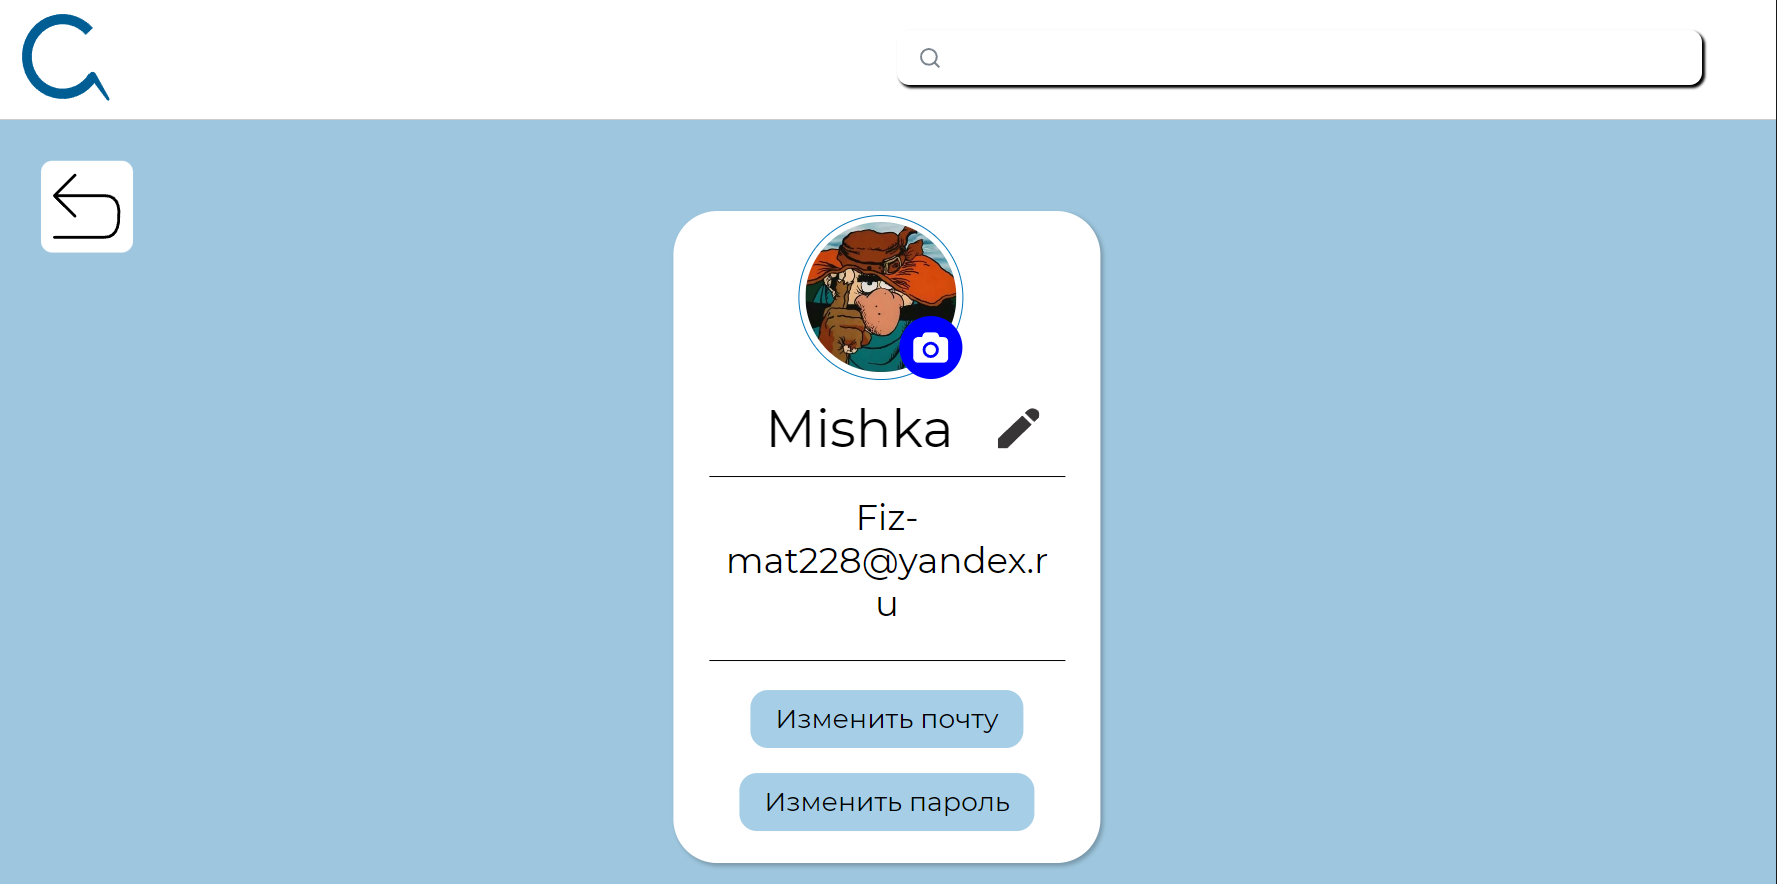 Mishka
Fiz-
mat228@yandex.r
u
Изменить почту
Изменить пароль